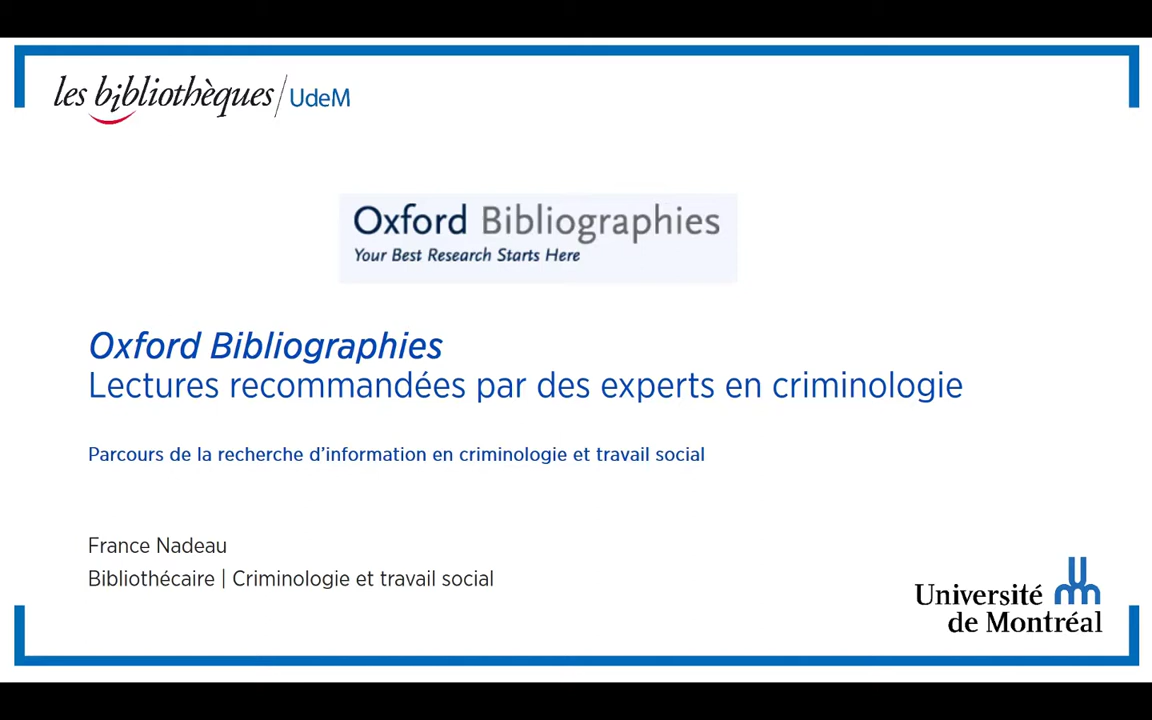 les bibliothèques/UdeM
Oxford Bibliographies
Your Best Research Starts Here
Oxford Bibliographies
Lectures recommandées par des experts en criminologie
Parcours de la recherche d’information en criminologie et travail social
France Nadeau
Bibliothécaire | Criminologie et travail social
Université
de Montréal